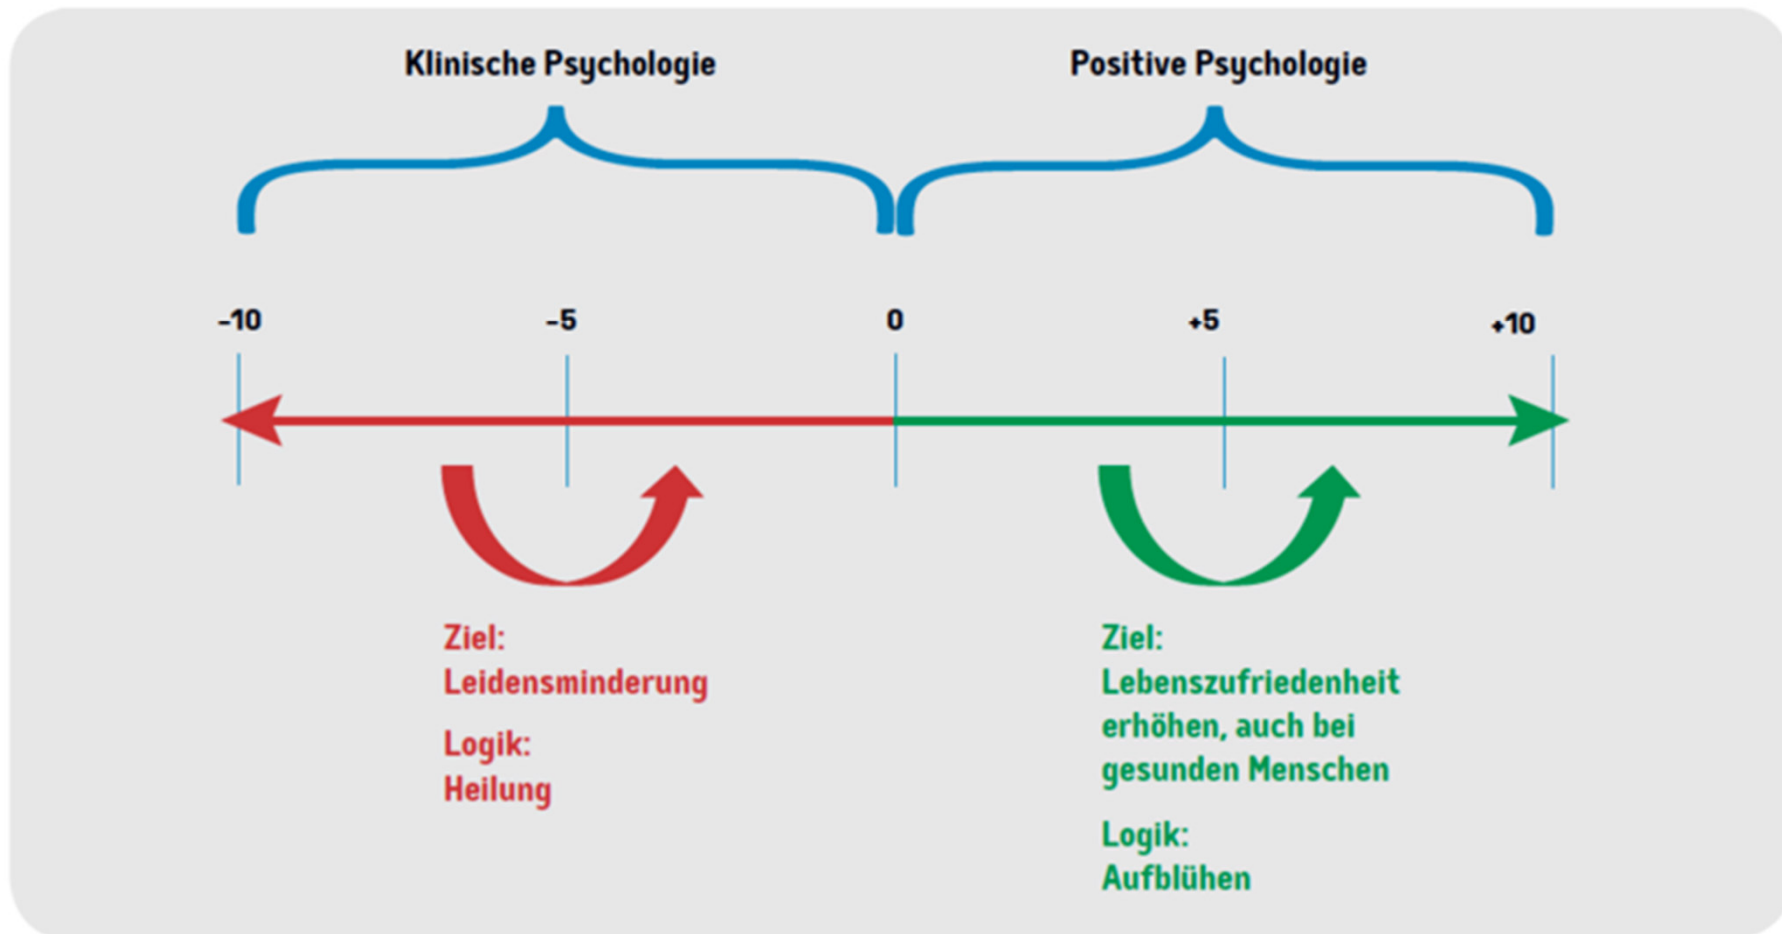 Klinische Psychologie
Positive Psychologie
–10
–5
0
+5
+10
Ziel:
Leidensminderung
Logik:
Heilung
Ziel:
Lebenszufriedenheit
erhöhen, auch bei
gesunden Menschen
Logik:
Aufblühen